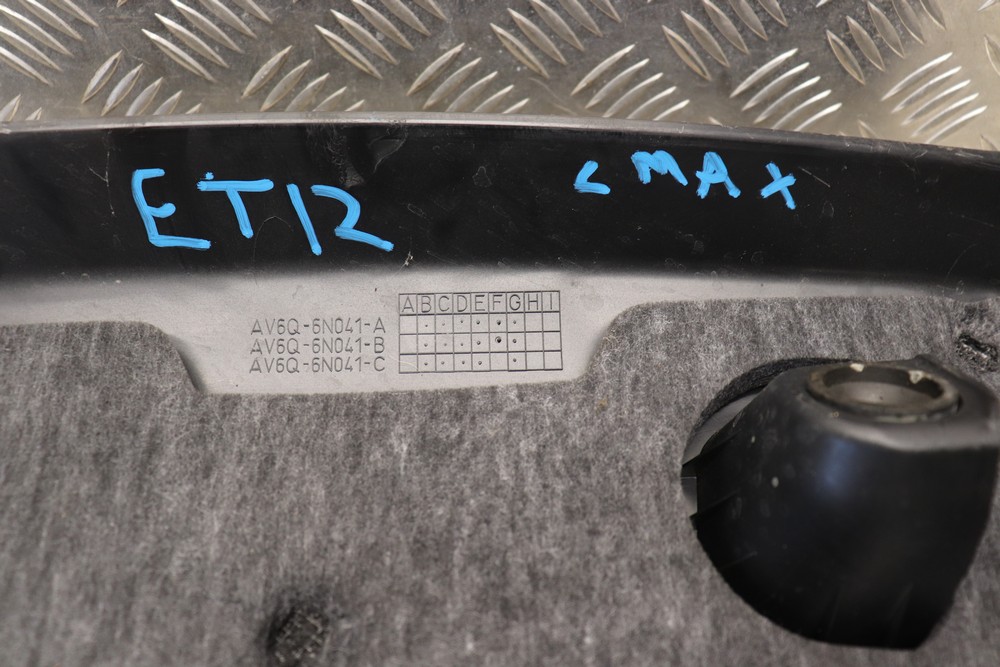 ET12 CMAX
ABCDEFGHI
AV6Q-6N041-A
AV6Q-6N041-B
AV6Q-6N041-C